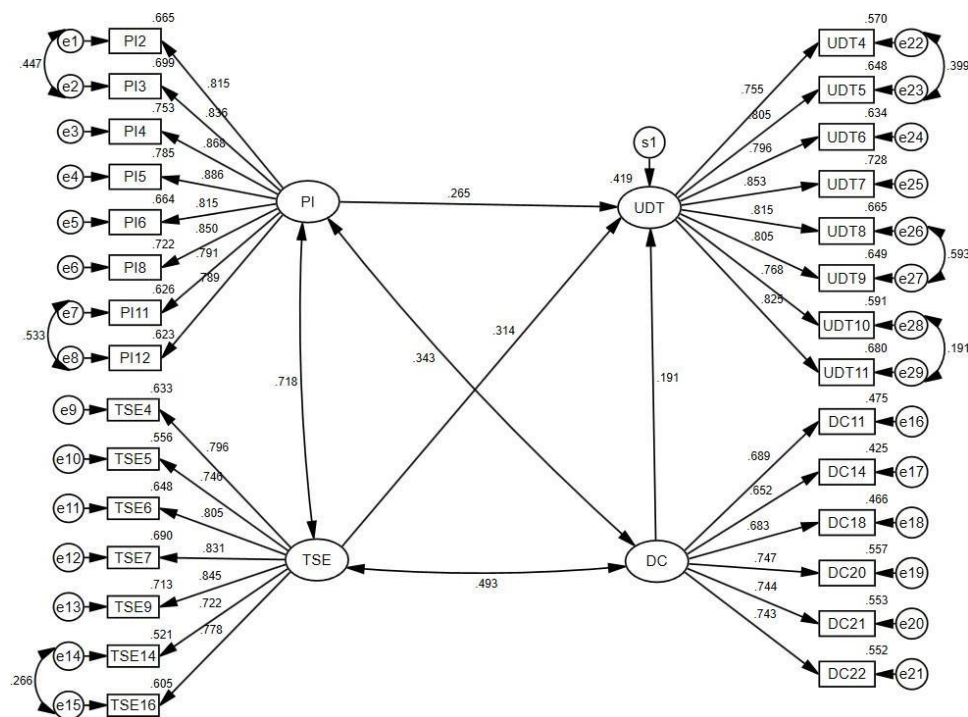 .665
e1 PI2
.447
.699
e2 PI3
.753
e3 PI4
.785
e4 PI5
.664
e5 PI6
.722
e6 PI8
.626
e7 PI11
.533
.623
e8 PI12
.815
.836
.868
.886
.815
.850
.791
.789
PI
.265
s1
.419
UDT
.755
.805
.796
.853
.815
.805
.768
.825
.570
UDT4 e22
.399
.648
UDT5 e23
.634
UDT6 e24
.728
UDT7 e25
.665
UDT8 e26
.593
.649
UDT9 e27
.591
UDT10 e28
.191
.680
UDT11 e29
.718
.343
.314
.191
.633
e9 TSE4
.556
e10 TSE5
.648
e11 TSE6
.690
e12 TSE7
.713
e13 TSE9
.521
e14 TSE14
.266
.605
e15 TSE16
.796
.746
.805
.831
.845
.722
.778
TSE
.493
DC
.689
.652
.683
.747
.744
.743
.475
DC11 e16
.425
DC14 e17
.466
DC18 e18
.557
DC20 e19
.553
DC21 e20
.552
DC22 e21